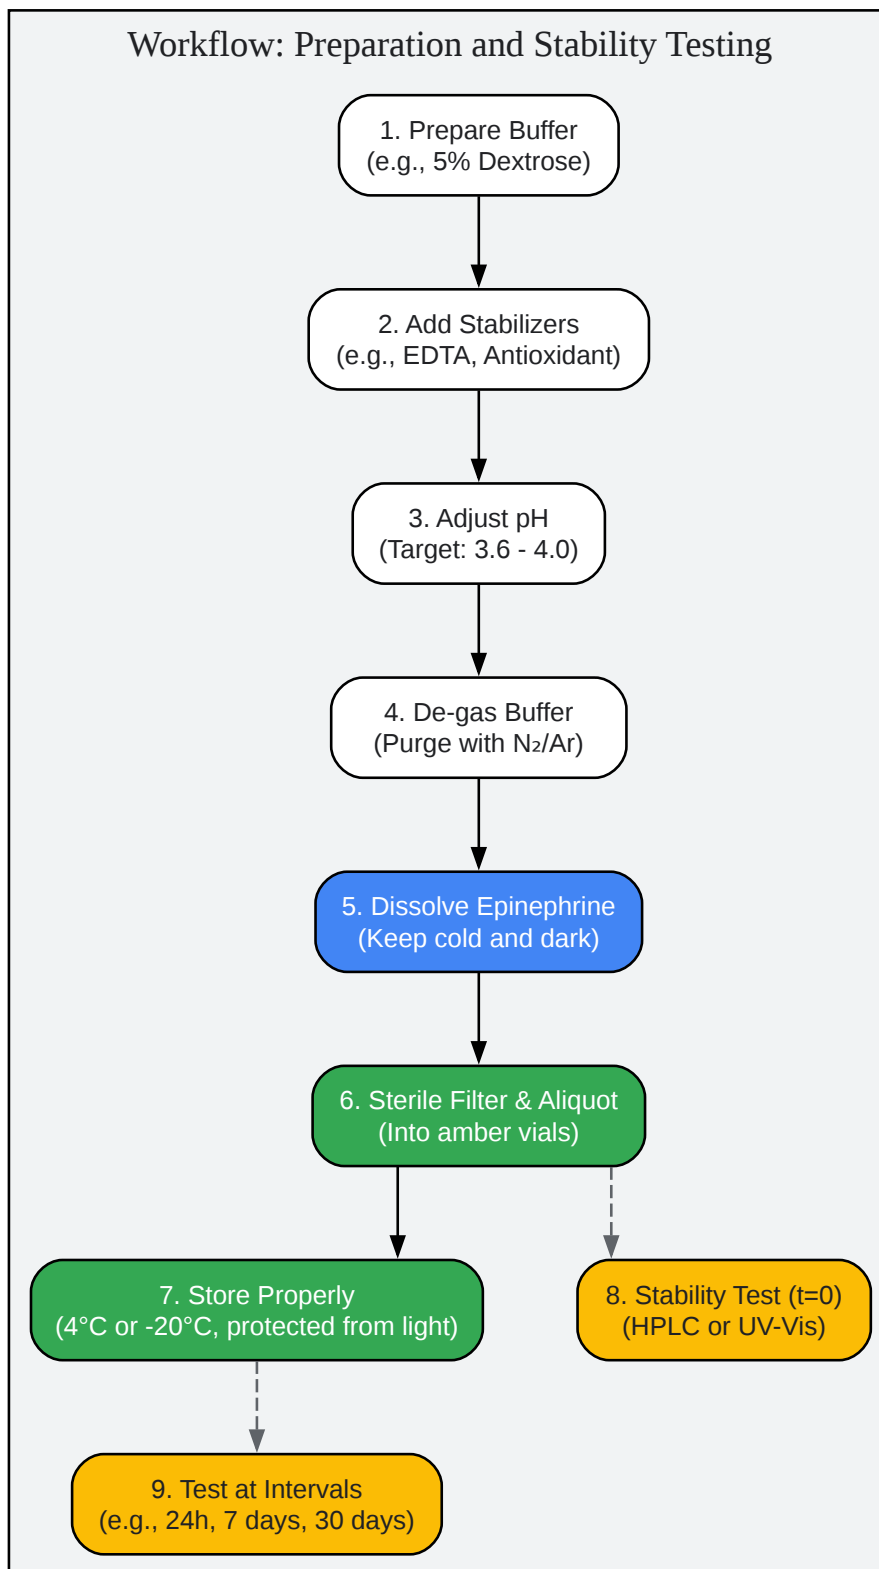 Workflow: Preparation and Stability Testing
1. Prepare Buffer
(e.g., 5% Dextrose)
2. Add Stabilizers
(e.g., EDTA, Antioxidant)
3. Adjust pH
(Target: 3.6 - 4.0)
4. De-gas Buffer
(Purge with N₂/Ar)
5. Dissolve Epinephrine
(Keep cold and dark)
6. Sterile Filter & Aliquot
(Into amber vials)
7. Store Properly
(4°C or -20°C, protected from light)
8. Stability Test (t=0)
(HPLC or UV-Vis)
9. Test at Intervals
(e.g., 24h, 7 days, 30 days)